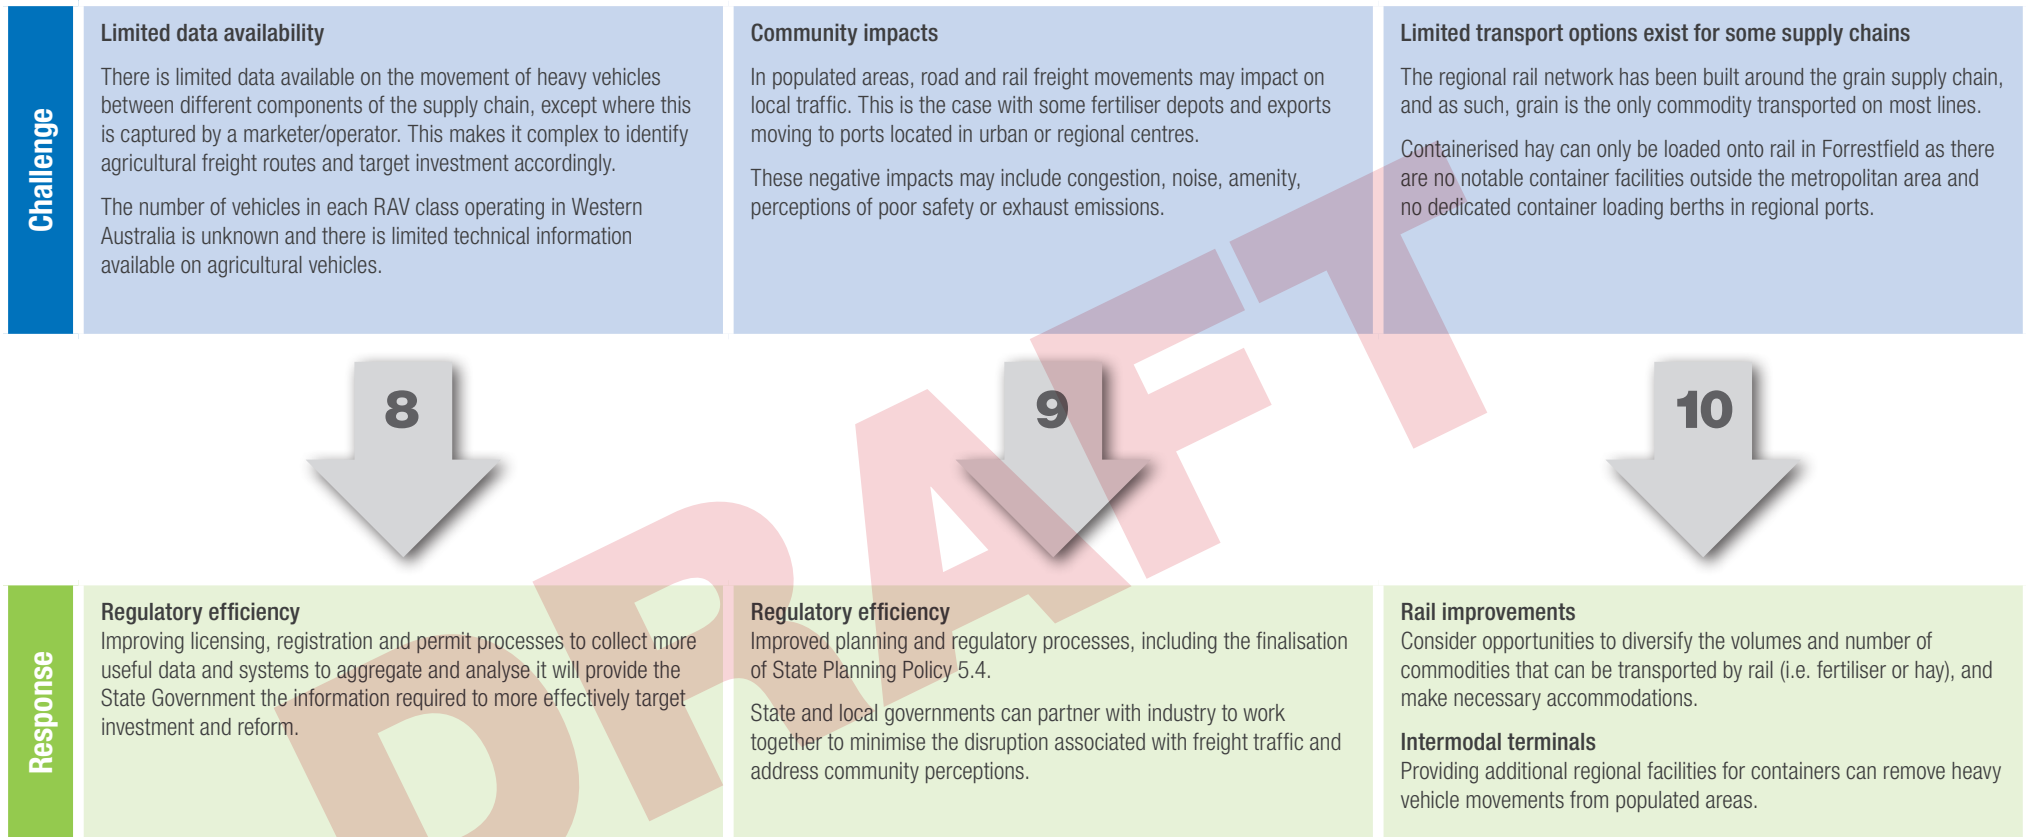 Challenge
Limited data availability
There is limited data available on the movement of heavy vehicles
between different components of the supply chain, except where this
is captured by a marketer/operator. This makes it complex to identify
agricultural freight routes and target investment accordingly.
The number of vehicles in each RAV class operating in Western
Australia is unknown and there is limited technical information
available on agricultural vehicles.
Community impacts
In populated areas, road and rail freight movements may impact on
local traffic. This is the case with some fertiliser depots and exports
moving to ports located in urban or regional centres.
These negative impacts may include congestion, noise, amenity,
perceptions of poor safety or exhaust emissions.
Limited transport options exist for some supply chains
The regional rail network has been built around the grain supply chain,
and as such, grain is the only commodity transported on most lines.
Containerised hay can only be loaded onto rail in Forrestfield as there
are no notable container facilities outside the metropolitan area and
no dedicated container loading berths in regional ports.
8
9
10
Response
Regulatory efficiency
Improving licensing, registration and permit processes to collect more
useful data and systems to aggregate and analyse it will provide the
State Government the information required to more effectively target
investment and reform.
Regulatory efficiency
Improved planning and regulatory processes, including the finalisation
of State Planning Policy 5.4.
State and local governments can partner with industry to work
together to minimise the disruption associated with freight traffic and
address community perceptions.
Rail improvements
Consider opportunities to diversify the volumes and number of
commodities that can be transported by rail (i.e. fertiliser or hay), and
make necessary accommodations.
Intermodal terminals
Providing additional regional facilities for containers can remove heavy
vehicle movements from populated areas.
DRAFT